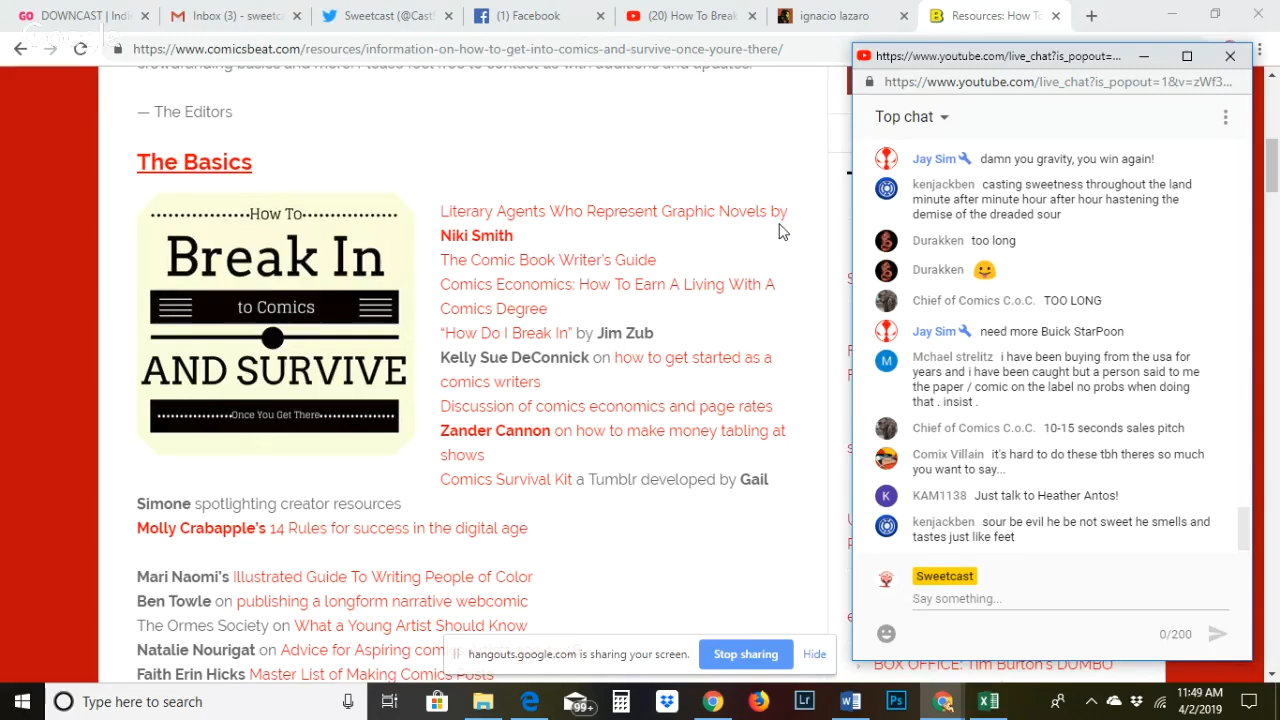 DOWNCAST, | Indi
Inbox (3) - sweetc
DOWNCAST (@Cast
(1) Facebook
(20) How To Break
ignacio lazaro
Resources: How To
https://www.comicsbeat.com/resources/information-on-how-to-get-into-comics-and-survive-once-youre-there/
— The Editors
The Basics
How To
Break In
to Comics
AND SURVIVE
Once You Get There
Literary Agents Who Represent Graphic Novels by
Niki Smith
The Comic Book Writer's Guide
Comics Economics: How To Earn A Living With A
Comics Degree
“How Do I Break In” by Jim Zub
Kelly Sue DeConnick on how to get started as a
comics writers
Discussion of comics economics and page rates
Zander Cannon on how to make money tabling at
shows
Comics Survival Kit a Tumblr developed by Gail
Simone spotlighting creator resources
Molly Crabapple's 14 Rules for success in the digital age
Mari Naomi's Illustrated Guide To Writing People of Color
Ben Towle on publishing a longform narrative webcomic
The Ormes Society on What a Young Artist Should Know
Natalie Nourigat on Advice for Aspiring com
Faith Erin Hicks Master List of Making Comics Posts
hangouts.google.com is sharing your screen.
Stop sharing
Hide
https://www.youtube.com/live_chat?is_popout=...
https://www.youtube.com/live_chat?is_popout=1&v=zWf3...
Top chat
Jay Sim damn you gravity, you win again!
kenjackben casting sweetness throughout the land
minute after minute hour after hour hastening the
demise of the dreaded sour
Durakken too long
Durakken
Chief of Comics C.o.C. TOO LONG
Jay Sim need more Buick StarPoon
Mchael strelitz i have been buying from the usa for
years and i have been caught but a person said to me
the paper / comic on the label no probs when doing
that . insist .
Chief of Comics C.o.C. 10-15 seconds sales pitch
Comix Villain it's hard to do these tbh theres so much
you want to say...
KAM1138 Just talk to Heather Antos!
kenjackben sour be evil he be not sweet he smells and
tastes just like feet
Sweetcast
Say something...
0/200
BOX OFFICE: Tim Burton's DUMBO
Type here to search
99+
11:49 AM
4/2/2019